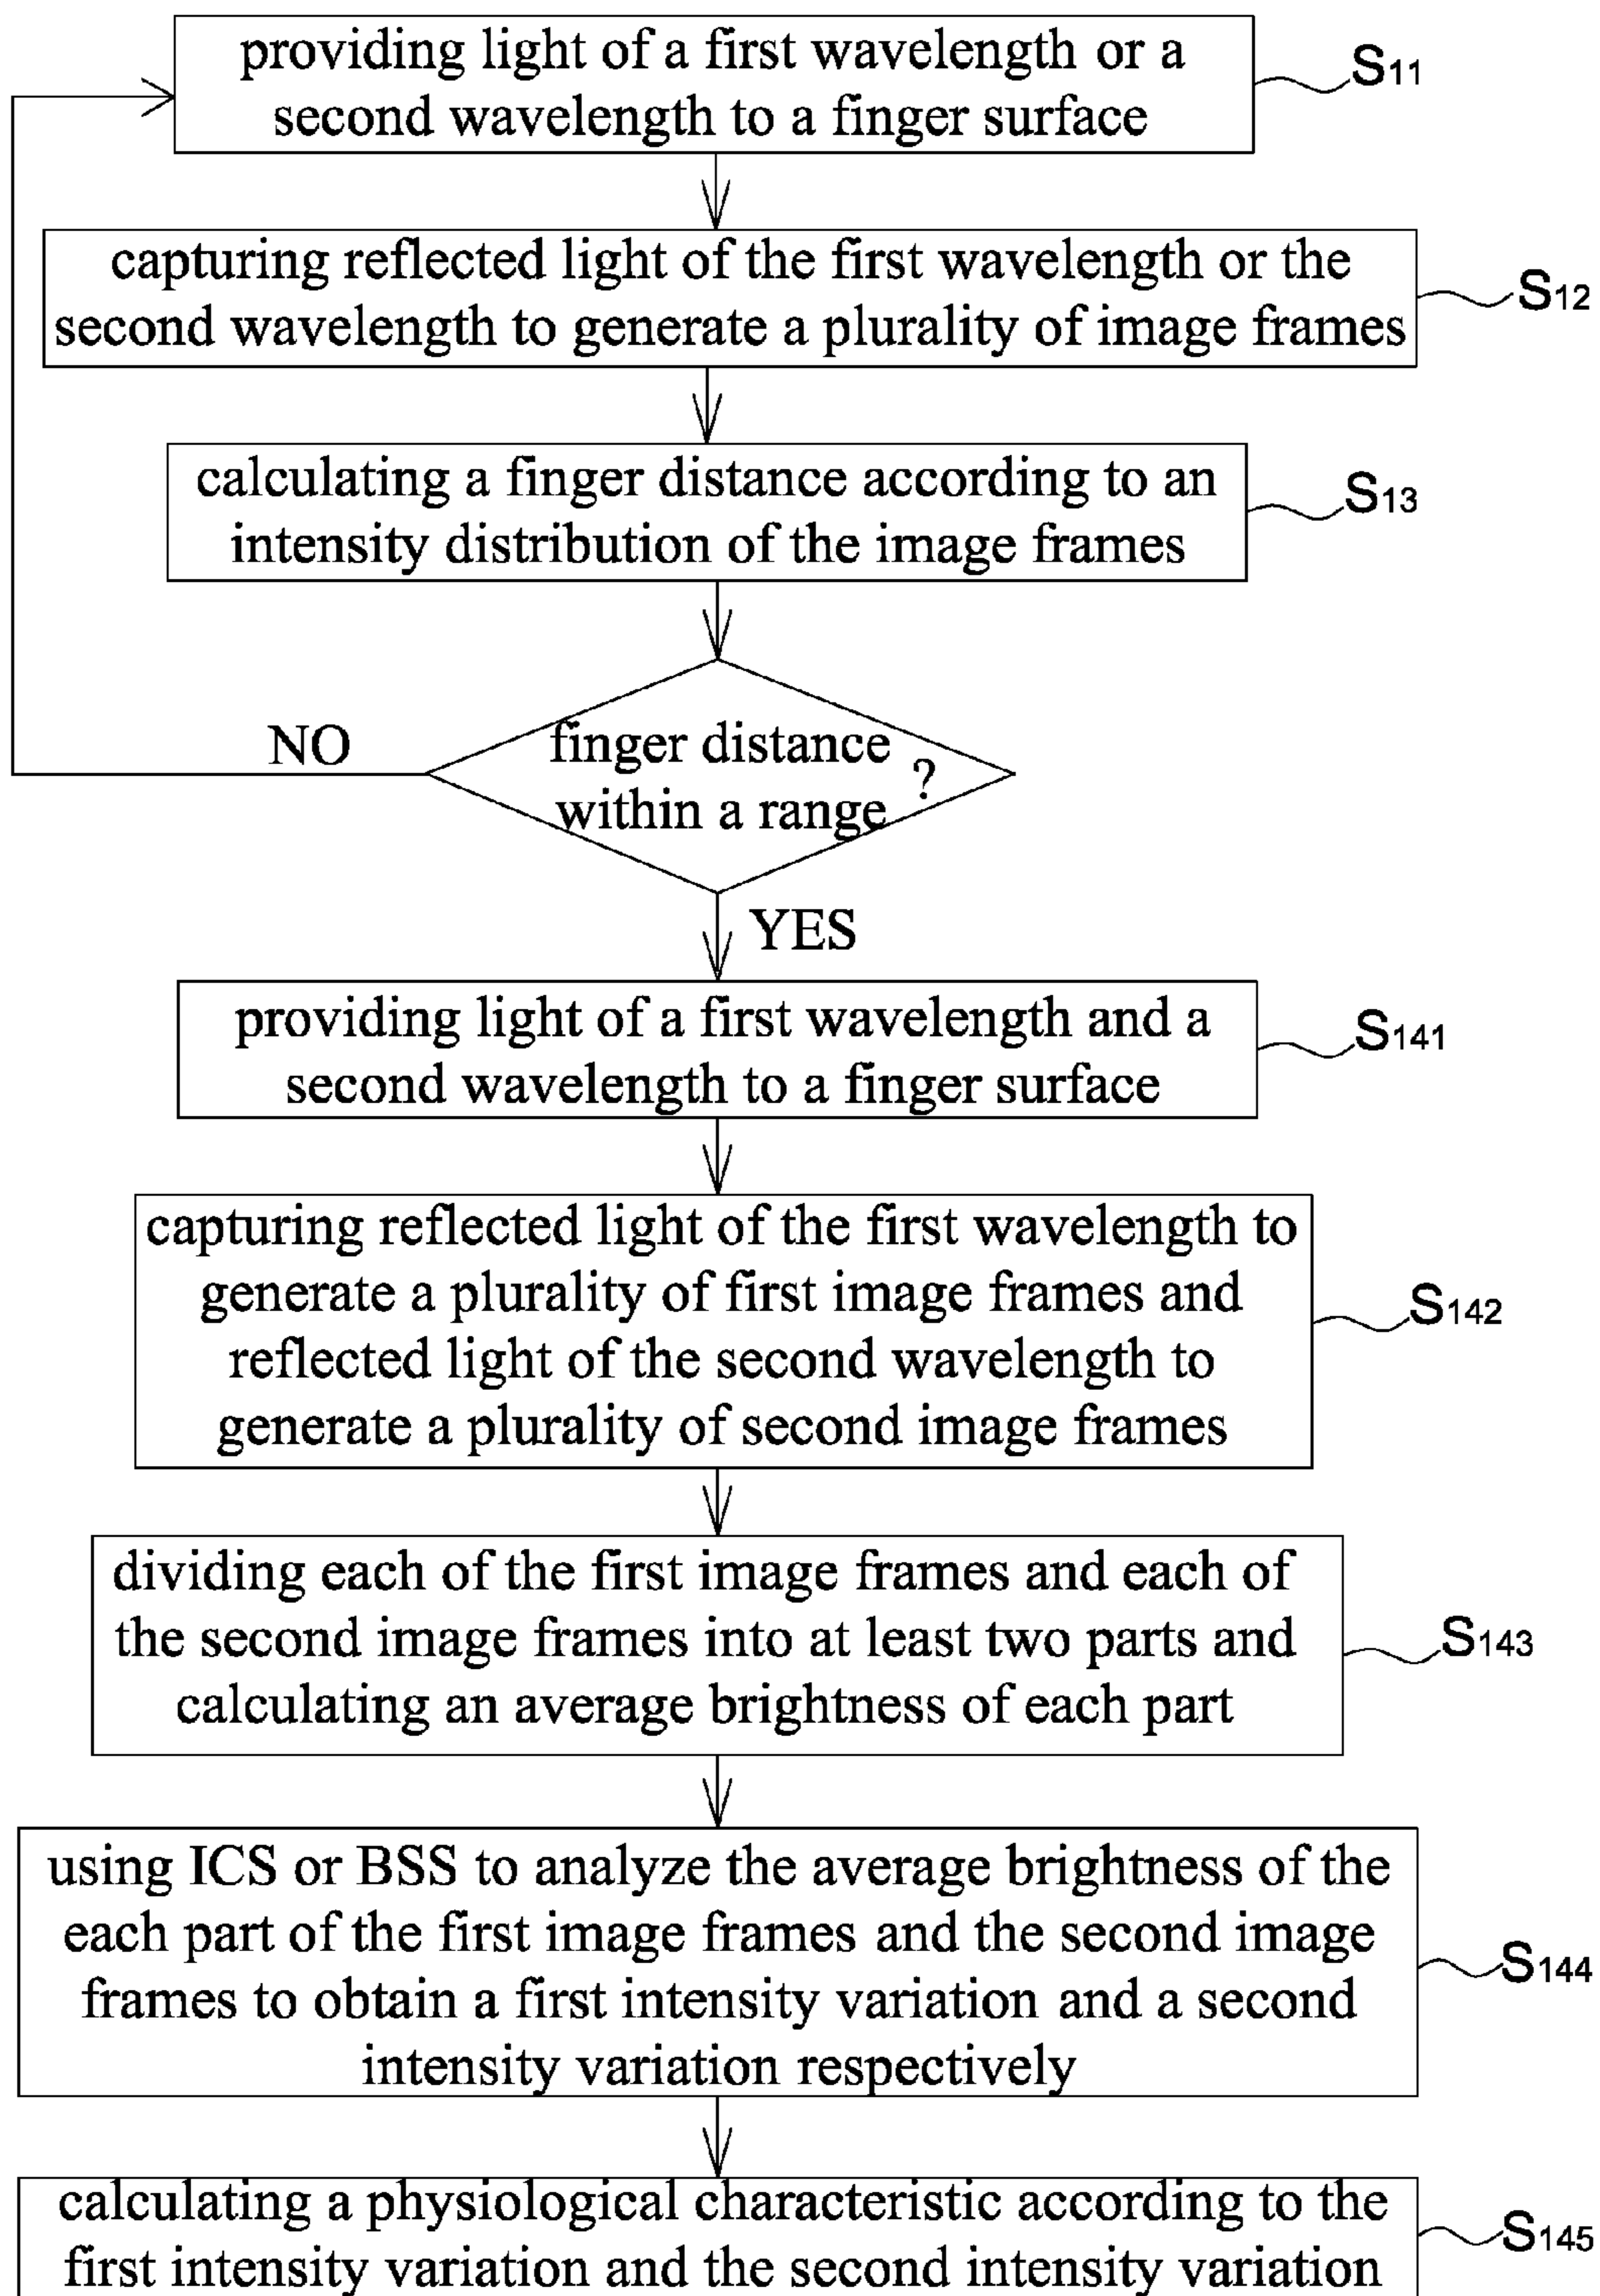 providing light of a first wavelength or a
second wavelength to a finger surface
S11
capturing reflected light of the first wavelength or the
second wavelength to generate a plurality of image frames
S12
calculating a finger distance according to an
intensity distribution of the image frames
S13
NO
finger distance
within a range
?
YES
providing light of a first wavelength and a
second wavelength to a finger surface
S141
capturing reflected light of the first wavelength to
generate a plurality of first image frames and
reflected light of the second wavelength to
generate a plurality of second image frames
S142
dividing each of the first image frames and each of
the second image frames into at least two parts and
calculating an average brightness of each part
S143
using ICS or BSS to analyze the average brightness of the
each part of the first image frames and the second image
frames to obtain a first intensity variation and a second
intensity variation respectively
S144
calculating a physiological characteristic according to the
first intensity variation and the second intensity variation
S145